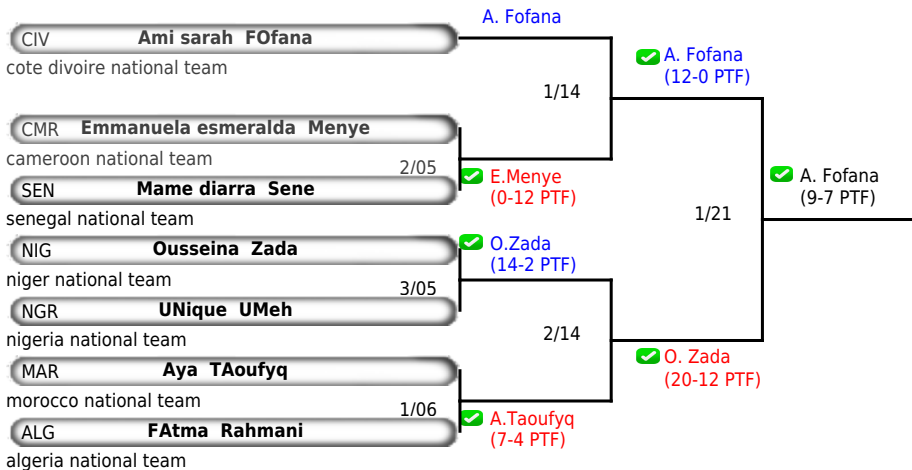 A. Fofana
CIV Ami sarah FOfana
cote divoire national team
A. Fofana
(12-0 PTF)
1/14
CMR Emmanuela esmeralda Menye
cameroon national team
2/05
E.Menye
(0-12 PTF)
SEN Mame diarra Sene
senegal national team
A. Fofana
(9-7 PTF)
1/21
NIG Ousseina Zada
niger national team
O.Zada
(14-2 PTF)
3/05
NGR UNique UMeh
nigeria national team
2/14
MAR Aya TAoufyq
morocco national team
O. Zada
(20-12 PTF)
1/06
A.Taoufyq
(7-4 PTF)
ALG FAtma Rahmani
algeria national team